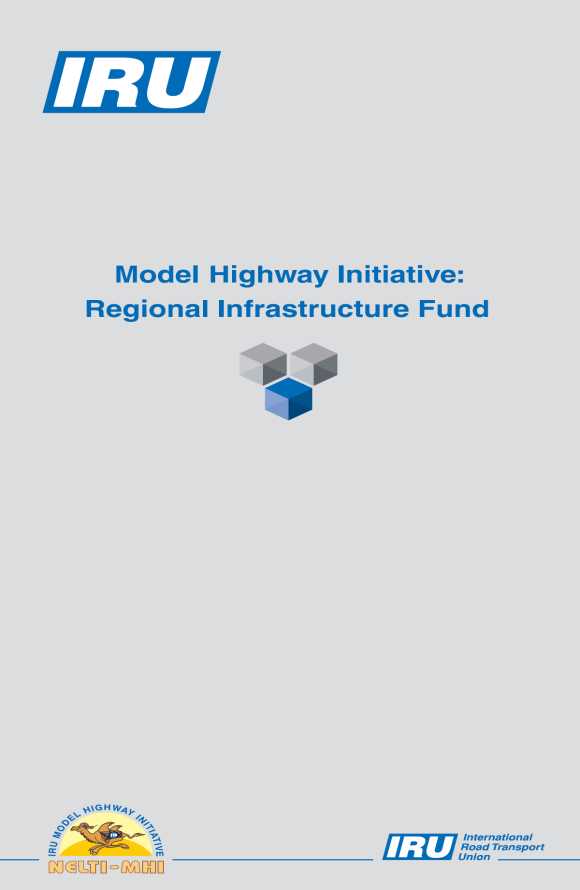 IRU
Model Highway Initiative:
Regional Infrastructure Fund
IRU MODEL HIGHWAY INITIATIVE
NELTI - MHI
IRU
International
Road Transport
Union